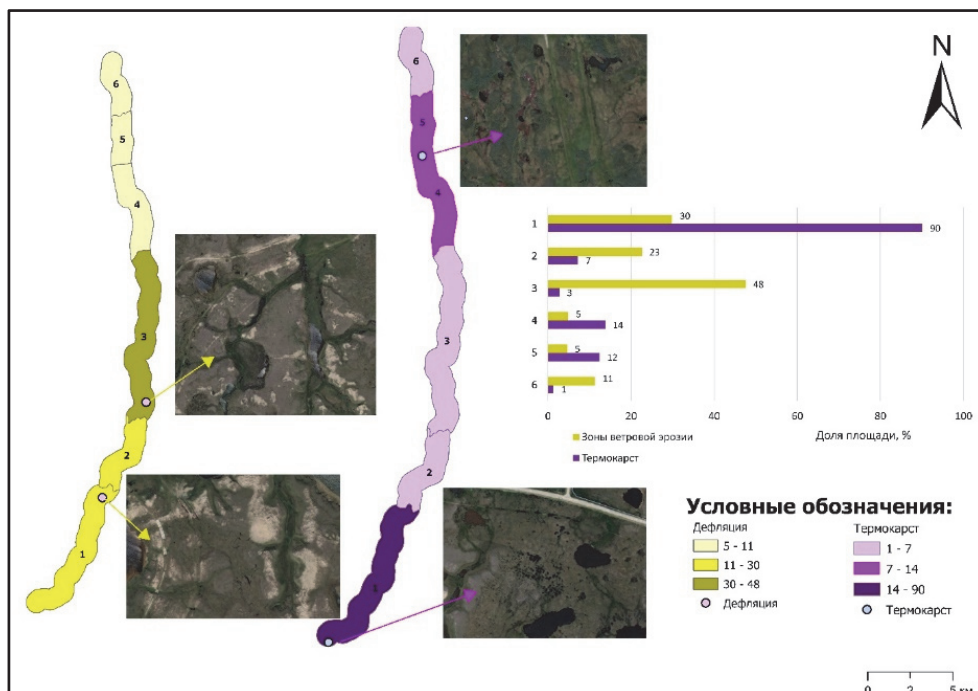 N
6
5
4
3
2
1
6
5
4
3
2
1
1
2
3
4
5
6
30
90
23
7
48
3
5
14
5
12
11
1
0 20 40 60 80 100
Зоны ветровой эрозии
Доля площади, %
Термокарст
Условные обозначения:
Дефляция
5 - 11
11 - 30
30 - 48
Дефляция
Термокарст
1 - 7
7 - 14
14 - 90
Термокарст
0 2 5 км